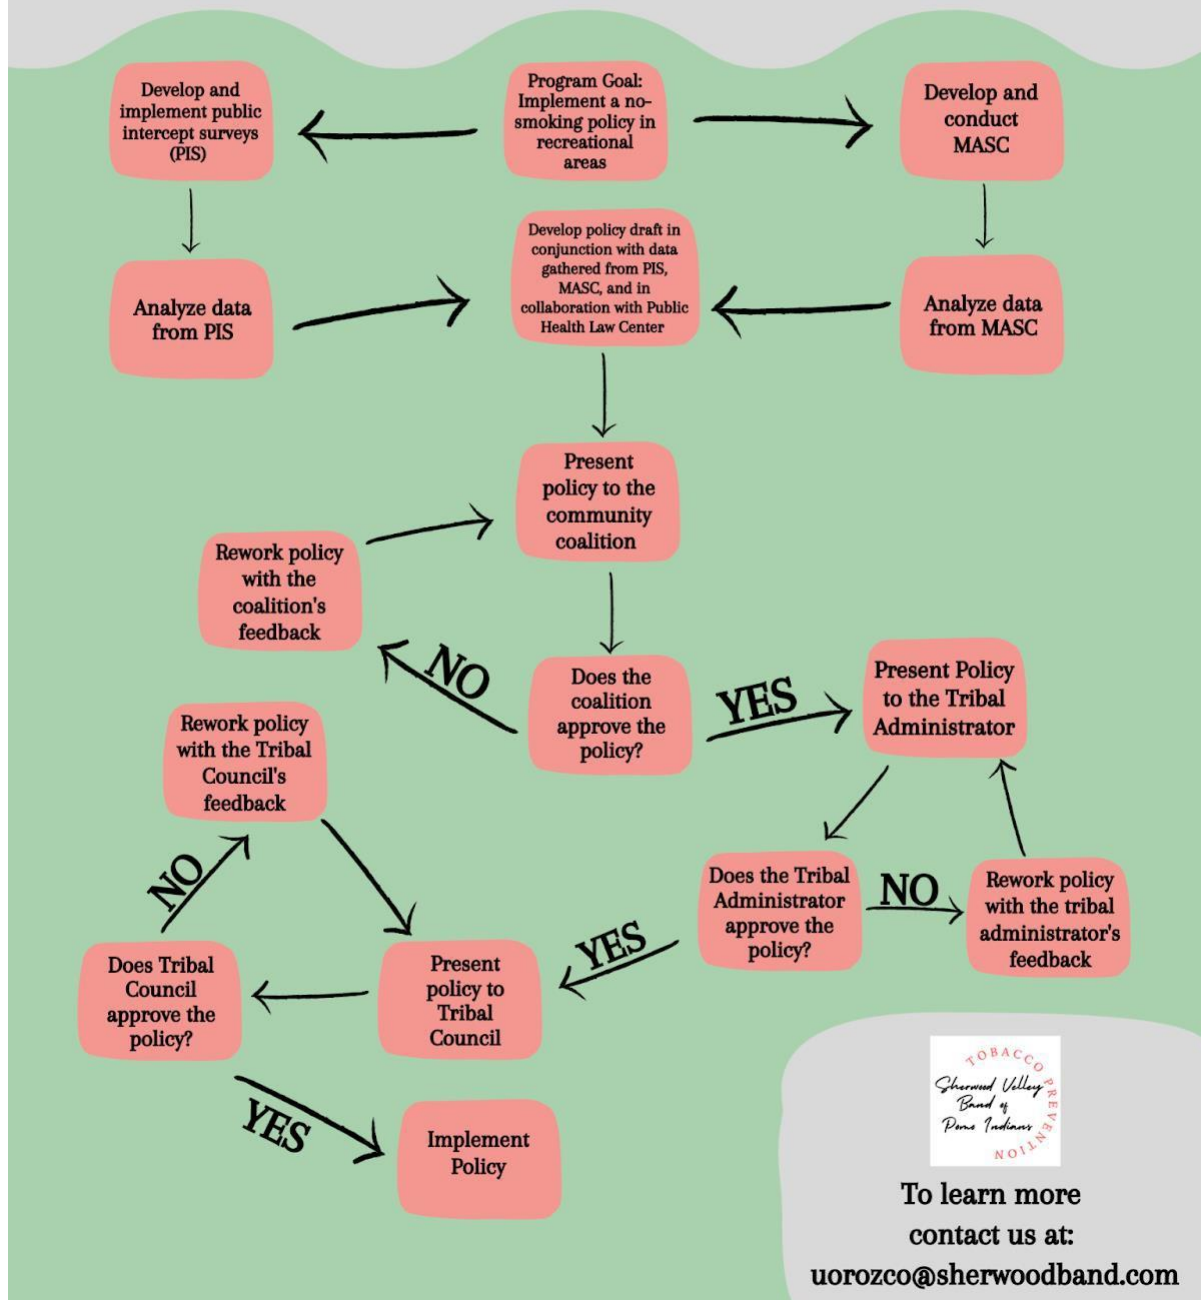 Develop and
implement public
intercept surveys
(PIS)
Program Goal:
Implement a no-
smoking policy in
recreational
areas
Develop and
conduct
MASC
Analyze data
from PIS
Develop policy draft in
conjunction with data
gathered from PIS,
MASC, and in
collaboration with Public
Health Law Center
Analyze data
from MASC
Present
policy to the
community
coalition
Rework policy
with the
coalition's
feedback
NO
Does the
coalition
approve the
policy?
YES
Present Policy
to the Tribal
Administrator
Rework policy
with the Tribal
Council's
feedback
NO
Does the Tribal
Administrator
approve the
policy?
NO
Rework policy
with the tribal
administrator's
feedback
YES
Does Tribal
Council
approve the
policy?
Present
policy to
Tribal
Council
YES
Implement
Policy
TOBACCO PREVENTION
Sherwood Valley
Band of
Pomo Indians
To learn more
contact us at:
uorozco@sherwoodband.com